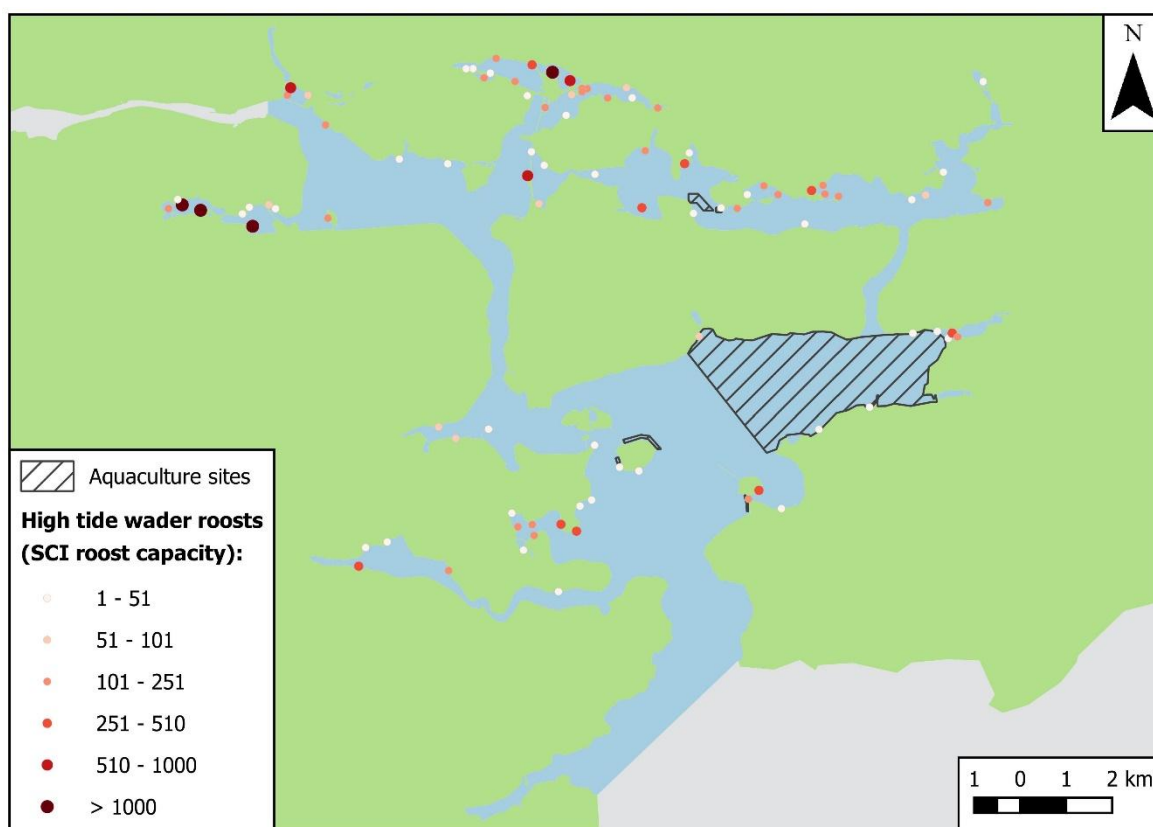 N
Aquaculture sites
High tide wader roosts
(SCI roost capacity):
1 - 51
51 - 101
101 - 251
251 - 510
510 - 1000
> 1000
1 0 1 2 km